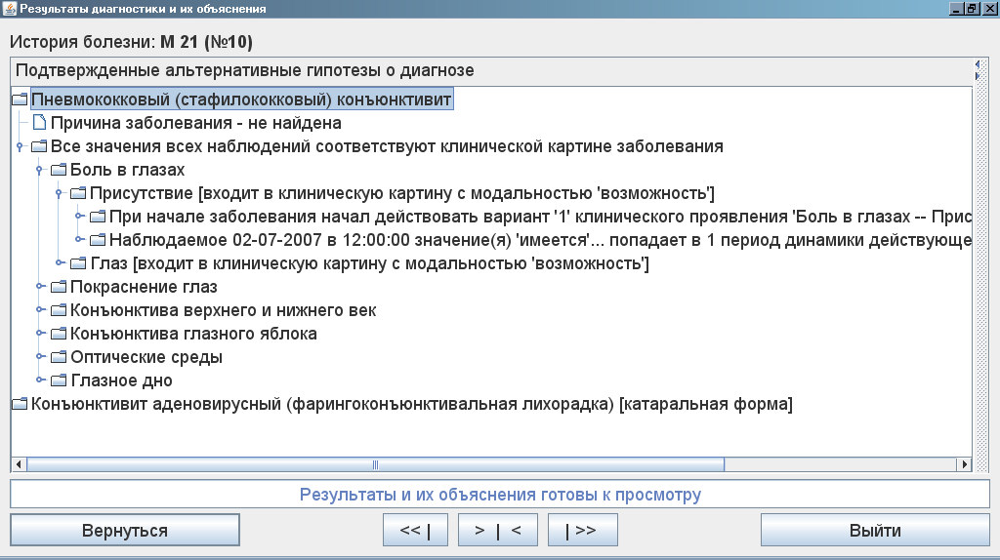 Результаты диагностики и их объяснения
История болезни: М 21 (№10)
Подтвержденные альтернативные гипотезы о диагнозе
Пневмококковый (стафилококковый) конъюнктивит
Причина заболевания - не найдена
Все значения всех наблюдений соответствуют клинической картине заболевания
Боль в глазах
Присутствие [входит в клиническую картину с модальностью 'возможность']
При начале заболевания начал действовать вариант '1' клинического проявления 'Боль в глазах -- Прис
Наблюдаемое 02-07-2007 в 12:00:00 значение(я) 'имеется'... попадает в 1 период динамики действующе
Глаз [входит в клиническую картину с модальностью 'возможность']
Покраснение глаз
Конъюнктива верхнего и нижнего век
Конъюнктива глазного яблока
Оптические среды
Глазное дно
Конъюнктивит аденовирусный (фарингоконъюнктивальная лихорадка) [катаральная форма]
Результаты и их объяснения готовы к просмотру
Вернуться << | > | < | >> Выйти